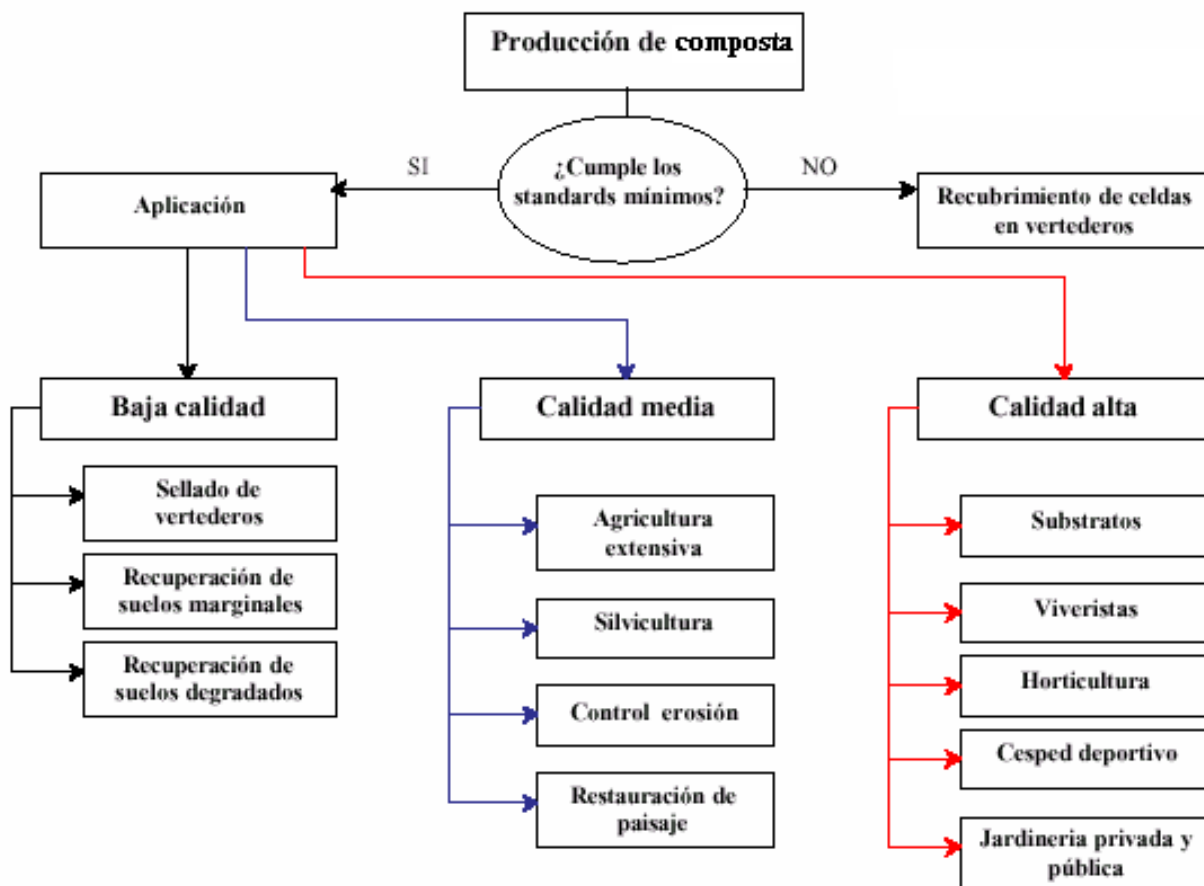 Producción de composta
¿Cumple los
standards mínimos?
SI
NO
Aplicación
Recubrimiento de celdas
en vertederos
Baja calidad
Sellado de
vertederos
Recuperación de
suelos marginales
Recuperación de
suelos degradados
Calidad media
Agricultura
extensiva
Silvicultura
Control erosión
Restauración de
paisaje
Calidad alta
Substratos
Viveristas
Horticultura
Cesped deportivo
Jardineria privada y
pública